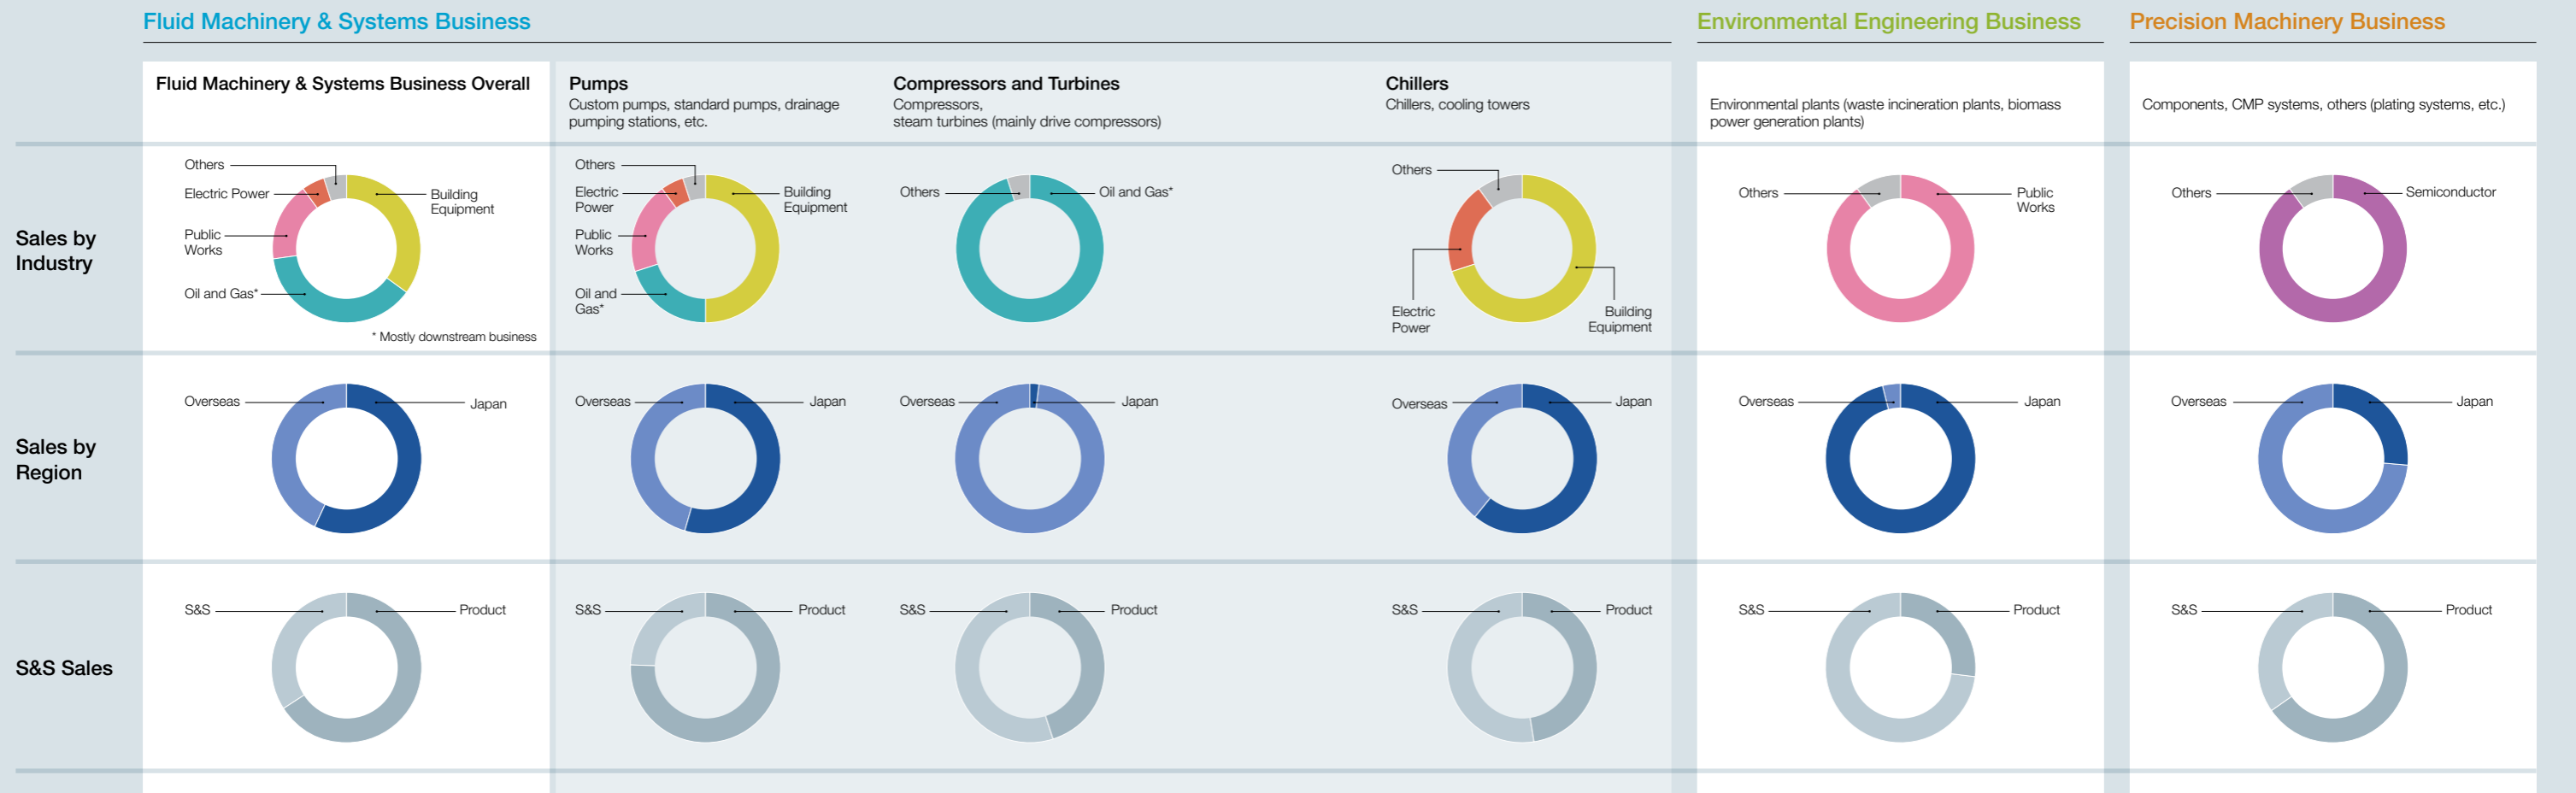 Fluid Machinery & Systems Business
Environmental Engineering Business
Precision Machinery Business
Fluid Machinery & Systems Business Overall
Pumps
Custom pumps, standard pumps, drainage
pumping stations, etc.
Compressors and Turbines
Compressors,
steam turbines (mainly drive compressors)
Chillers
Chillers, cooling towers
Environmental plants (waste incineration plants, biomass
power generation plants)
Components, CMP systems, others (plating systems, etc.)
Sales by
Industry
Others
Electric Power
Public
Works
Oil and Gas*
Building
Equipment
* Mostly downstream business
Others
Electric
Power
Public
Works
Oil and
Gas*
Building
Equipment
Others
Oil and Gas*
Others
Electric
Power
Building
Equipment
Others
Public
Works
Others
Semiconductor
Sales by
Region
Overseas
Japan
Overseas
Japan
Overseas
Japan
Overseas
Japan
Overseas
Japan
Overseas
Japan
S&S Sales
S&S
Product
S&S
Product
S&S
Product
S&S
Product
S&S
Product
S&S
Product